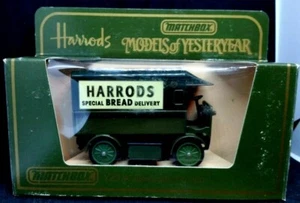 MATCHBOX
Harrods MODELS of YESTERYEAR
HARRODS
SPECIAL BREAD DELIVERY
MATCHBOX